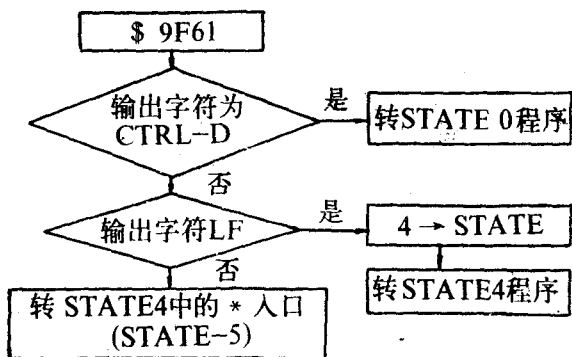 $ 9F61
输出字符为
CTRL-D
是
转STATE 0程序
否
输出字符LF
是
4 → STATE
否
转STATE4程序
转 STATE4中的 * 入口
(STATE-5)